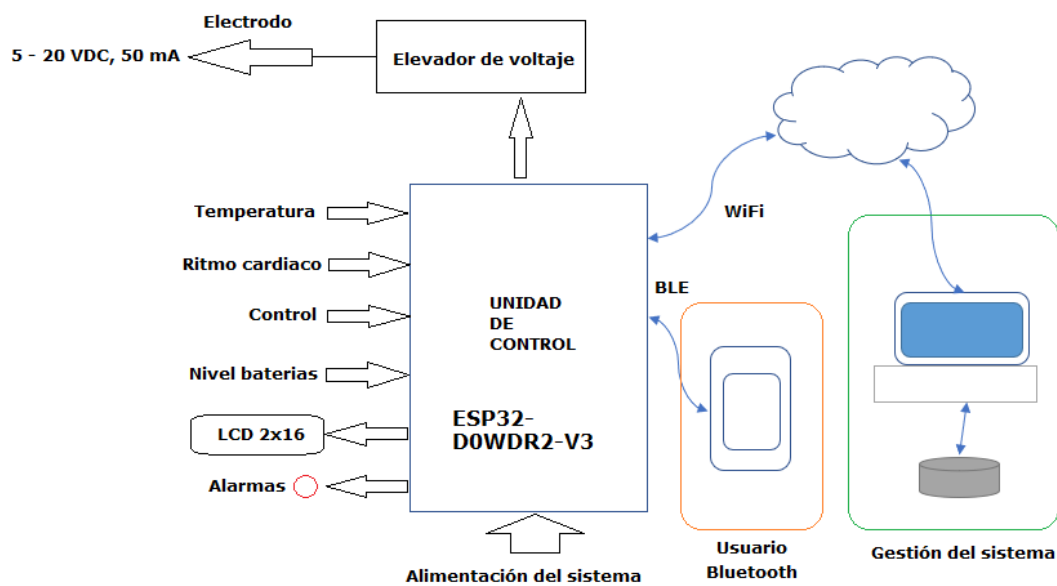 Electrodo
5 - 20 VDC, 50 mA
Elevador de voltaje
Temperatura
Ritmo cardiaco
Control
Nivel baterias
LCD 2x16
Alarmas
UNIDAD
DE
CONTROL
ESP32-
D0WDR2-V3
Alimentación del sistema
WiFi
BLE
Usuario
Bluetooth
Gestión del sistema